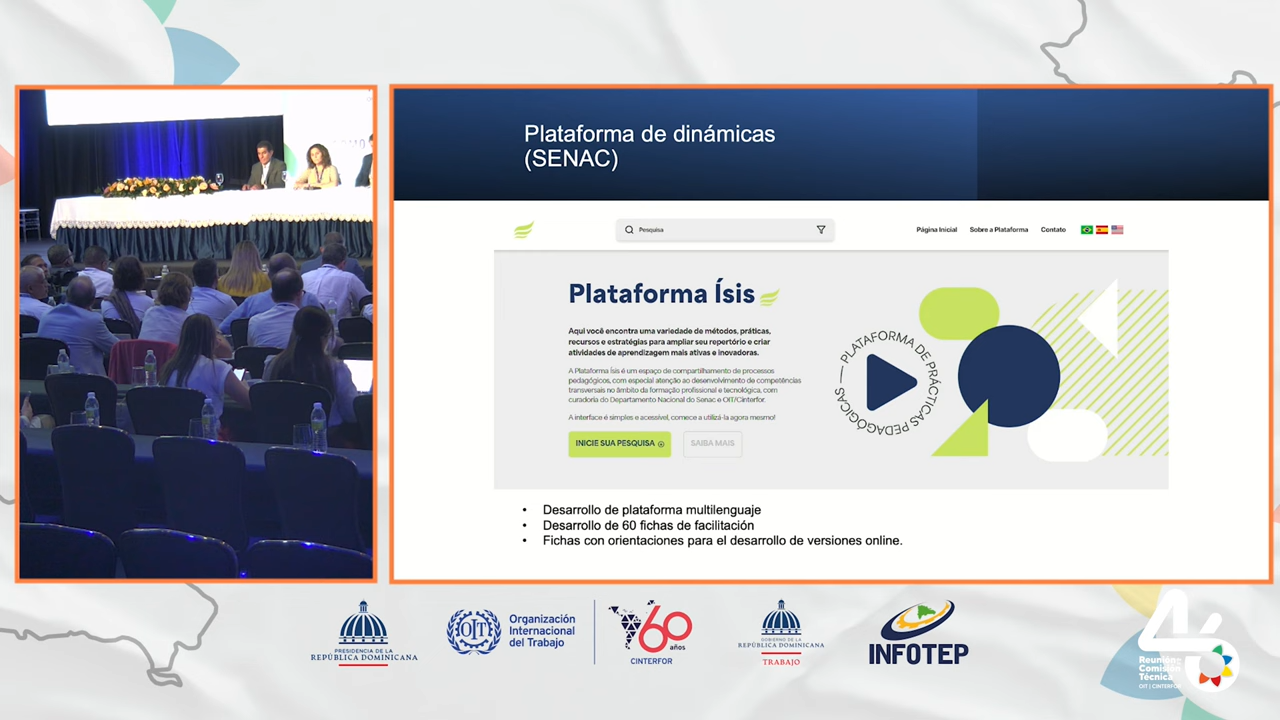 Plataforma de dinámicas
(SENAC)
Pesquisa
Página Inicial
Sobre a Plataforma
Contato
Plataforma Ísis
Aqui você encontra uma variedade de métodos, práticas,
recursos e estratégias para ampliar seu repertório e criar
atividades de aprendizagem mais ativas e inovadoras.
A Plataforma Ísis é um espaço de compartilhamento de processos
pedagógicos, com especial atenção ao desenvolvimento de competências
transversais no âmbito da formação profissional e tecnológica, com
curadoria do Departamento Nacional do Senac e OIT/Cinterfor.
A interface é simples e acessível, comece a utilizá-la agora mesmo!
INICIE SUA PESQUISA
SAIBA MAIS
PLATAFORMA DE PRÁTICAS PEDAGÓGICAS
• Desarrollo de plataforma multilenguaje
• Desarrollo de 60 fichas de facilitación
• Fichas con orientaciones para el desarrollo de versiones online.
PRESIDENCIA DE LA
REPÚBLICA DOMINICANA
OIT
Organización
Internacional
del Trabajo
60
años
CINTERFOR
GOBIERNO DE LA
REPÚBLICA DOMINICANA
TRABAJO
INFOTEP
46
Reunión
Comisión
Técnica
OIT | CINTERFOR